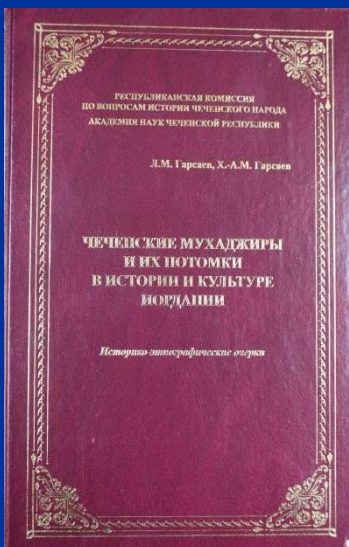 РЕСПУБЛИКАНСКАЯ КОМИССИЯ
ПО ВОПРОСАМ ИСТОРИИ ЧЕЧЕНСКОГО НАРОДА
АКАДЕМИЯ НАУК ЧЕЧЕНСКОЙ РЕСПУБЛИКИ
Л.М. Гарсаев, Х.-А.М. Гарсаев
ЧЕЧЕНСКИЕ МУХАДЖИРЫ
И ИХ ПОТОМКИ
В ИСТОРИИ И КУЛЬТУРЕ
ИОРДАНИИ
Историко-этнографические очерки